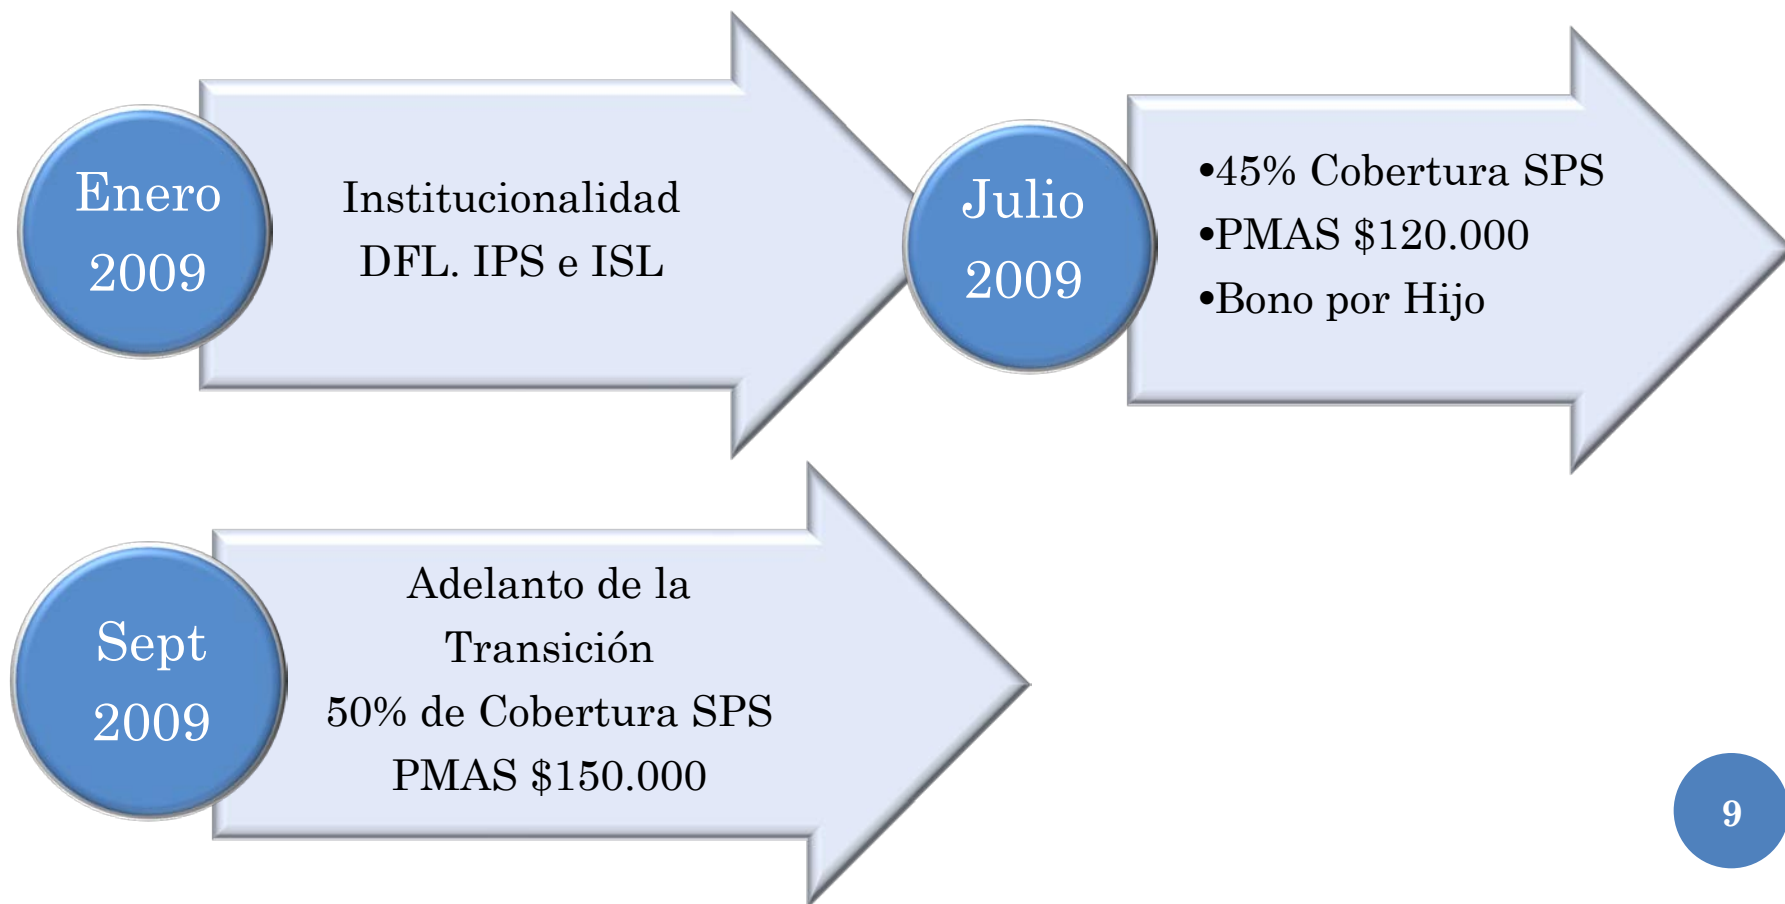 Enero
2009
Institucionalidad
DFL. IPS e ISL
Julio
2009
•45% Cobertura SPS
•PMAS $120.000
•Bono por Hijo
Sept
2009
Adelanto de la
Transición
50% de Cobertura SPS
PMAS $150.000
9